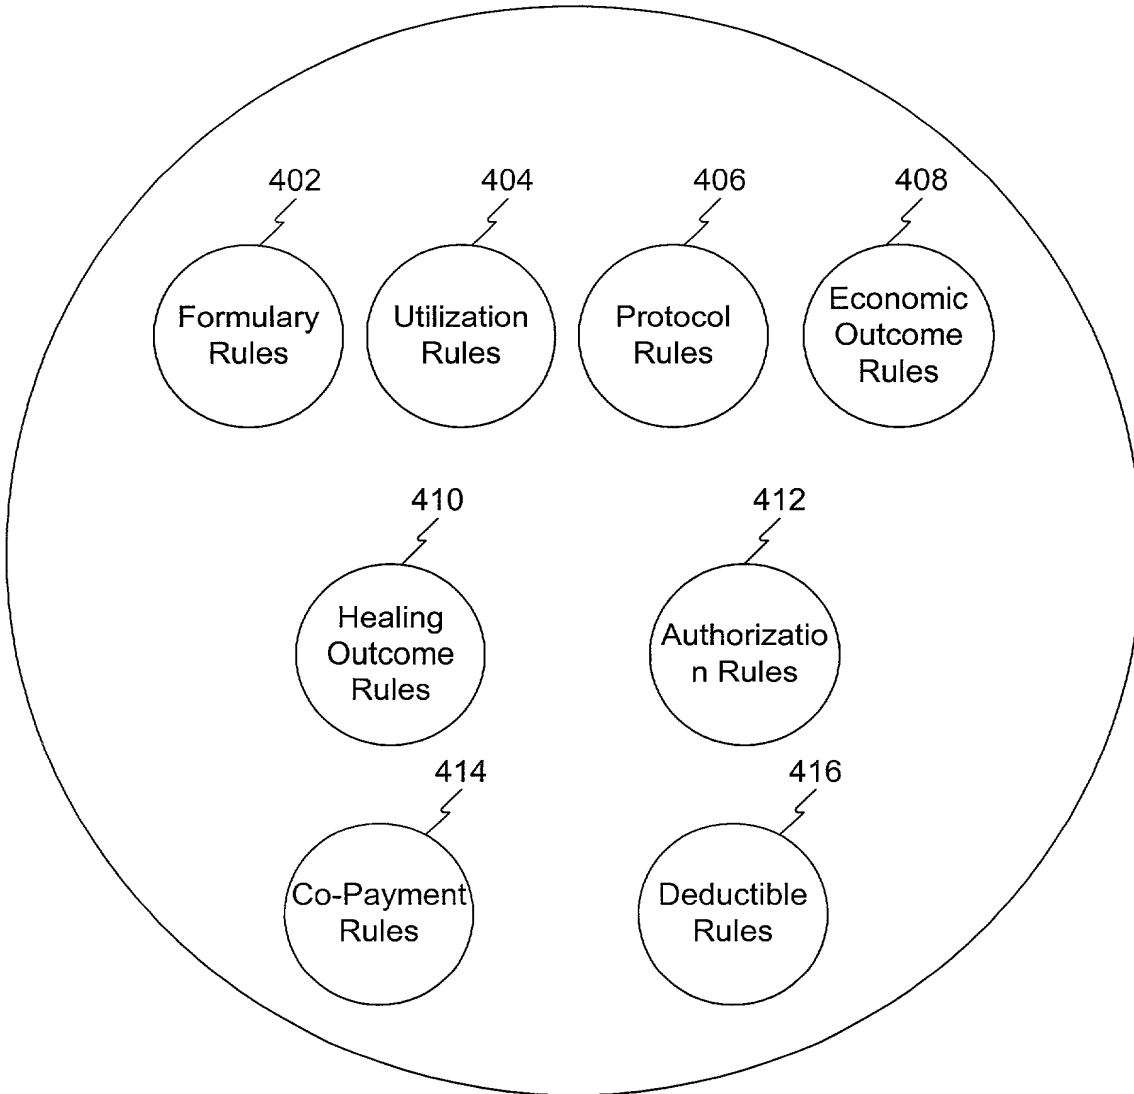 402
404
406
408
Formulary
Rules
Utilization
Rules
Protocol
Rules
Economic
Outcome
Rules
410
412
Healing
Outcome
Rules
Authorizatio
n Rules
414
416
Co-Payment
Rules
Deductible
Rules